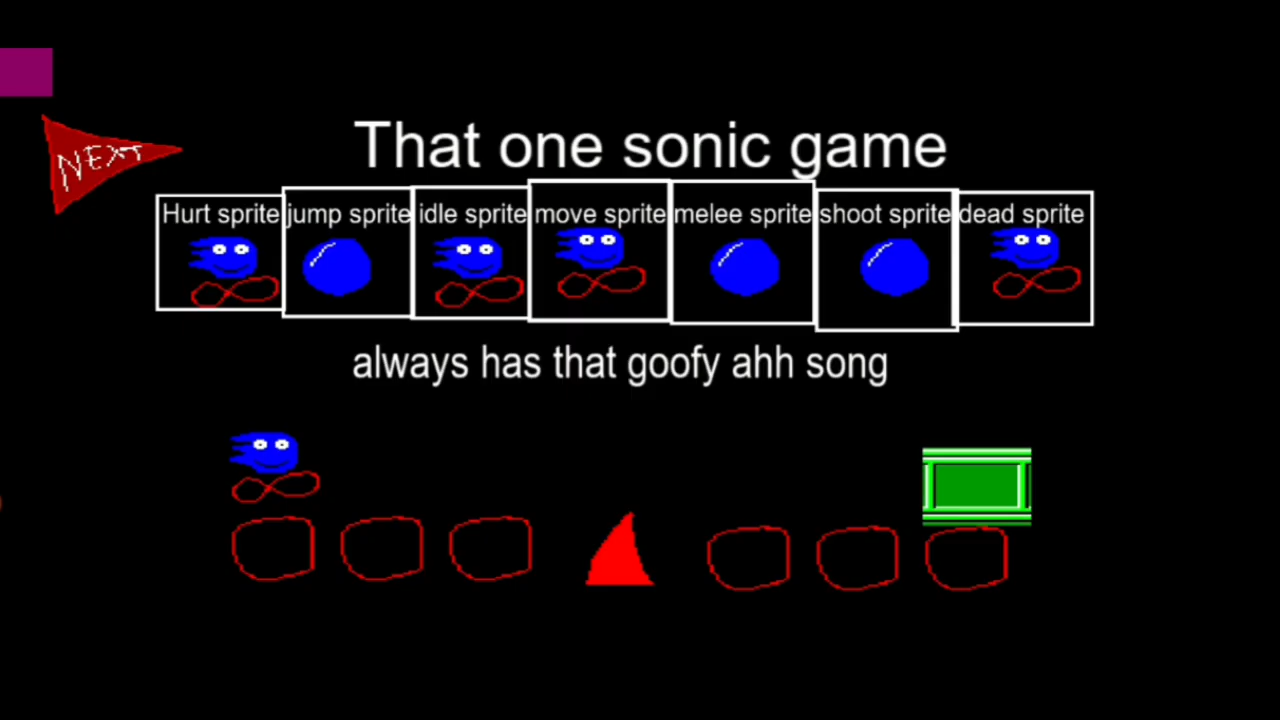 NEXT
That one sonic game
Hurt sprite jump sprite idle sprite move sprite melee sprite shoot sprite dead sprite
always has that goofy ahh song